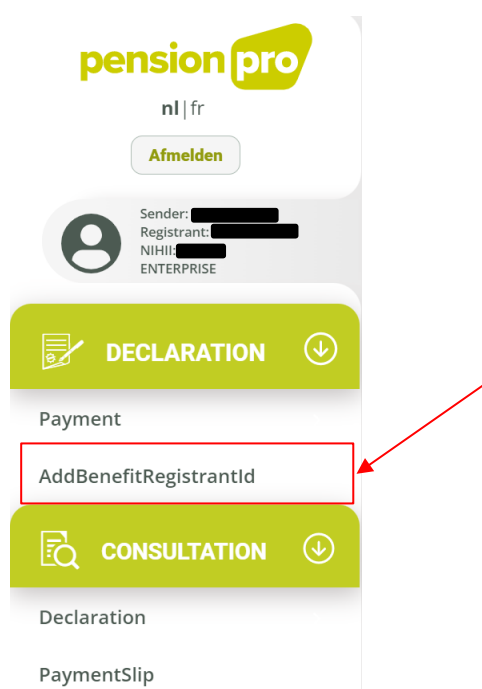 pension pro
nl|fr
Afmelden
Sender:
Registrant:
NIHII:
ENTERPRISE
DECLARATION
Payment
AddBenefitRegistrantId
CONSULTATION
Declaration
PaymentSlip